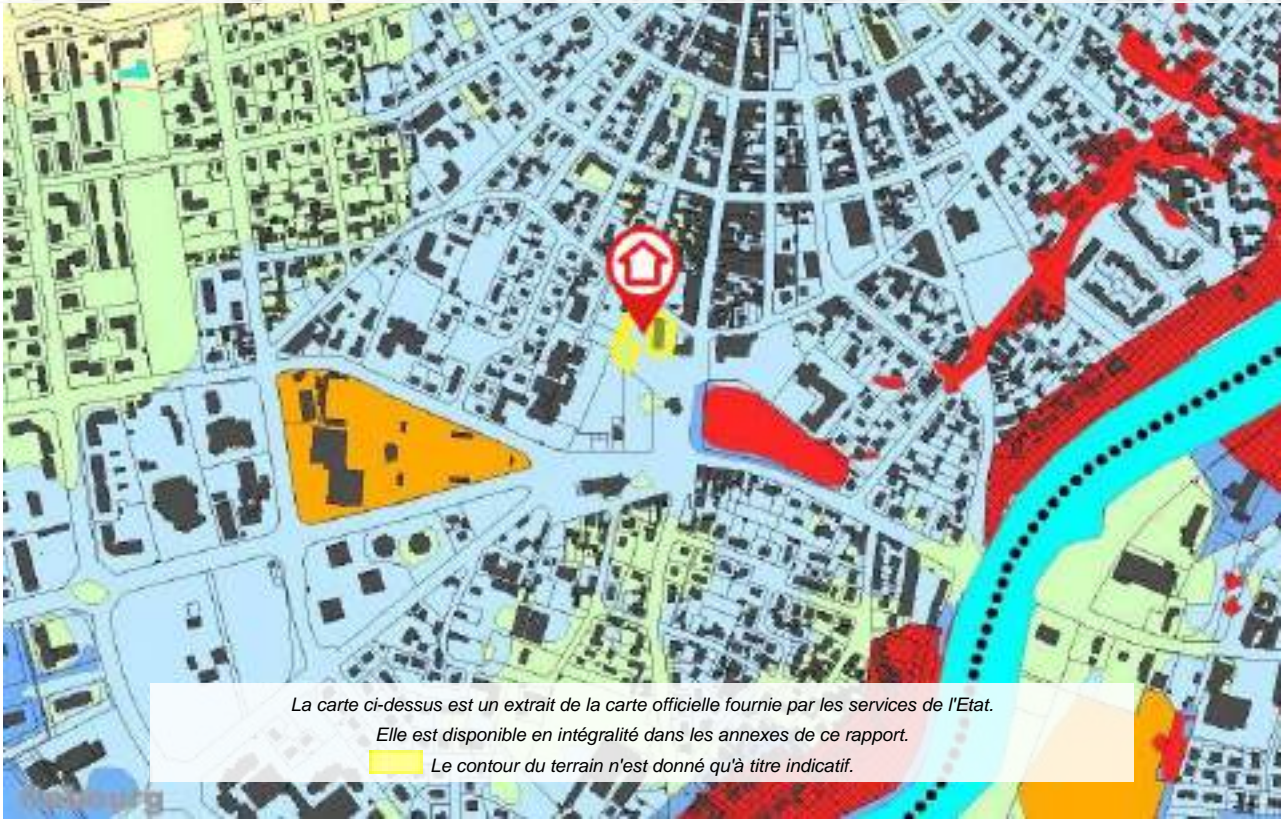 La carte ci-dessus est un extrait de la carte officielle fournie par les services de l'Etat.
Elle est disponible en intégralité dans les annexes de ce rapport.
Le contour du terrain n'est donné qu'à titre indicatif.